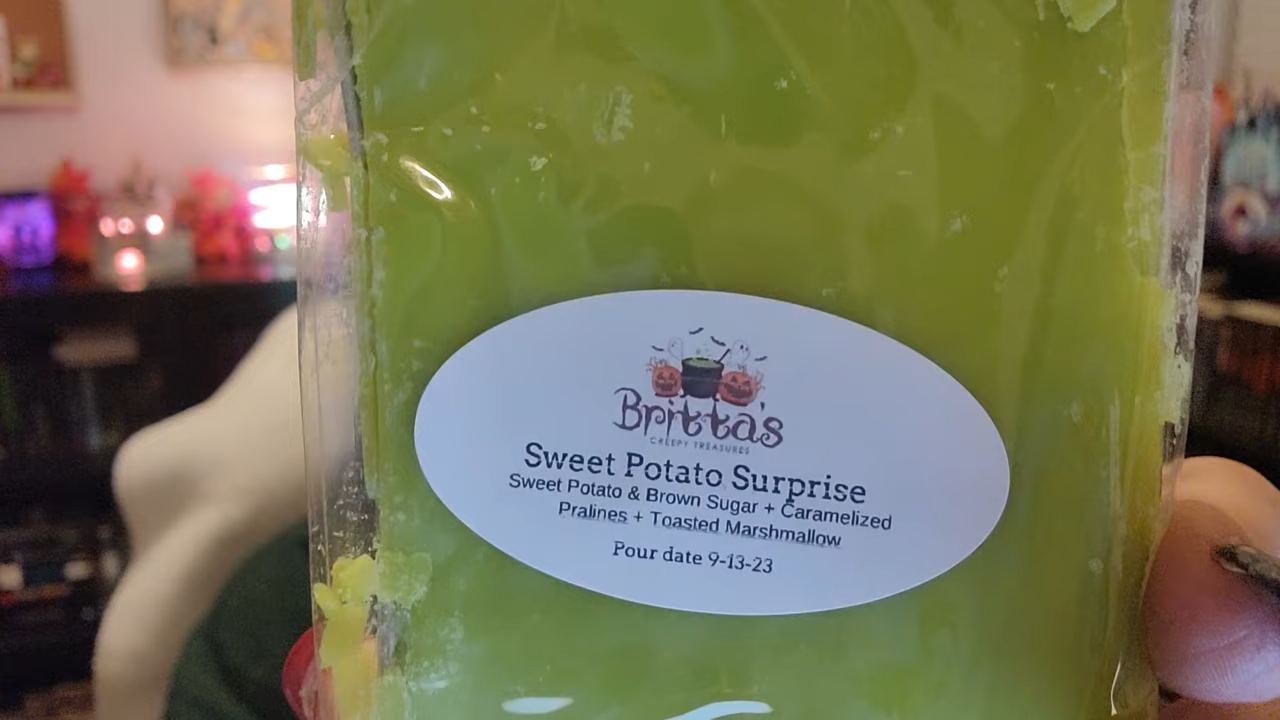 Britta's
CREEPY TREASURES
Sweet Potato Surprise
Sweet Potato & Brown Sugar + Caramelized
Pralines + Toasted Marshmallow
Pour date 9-13-23